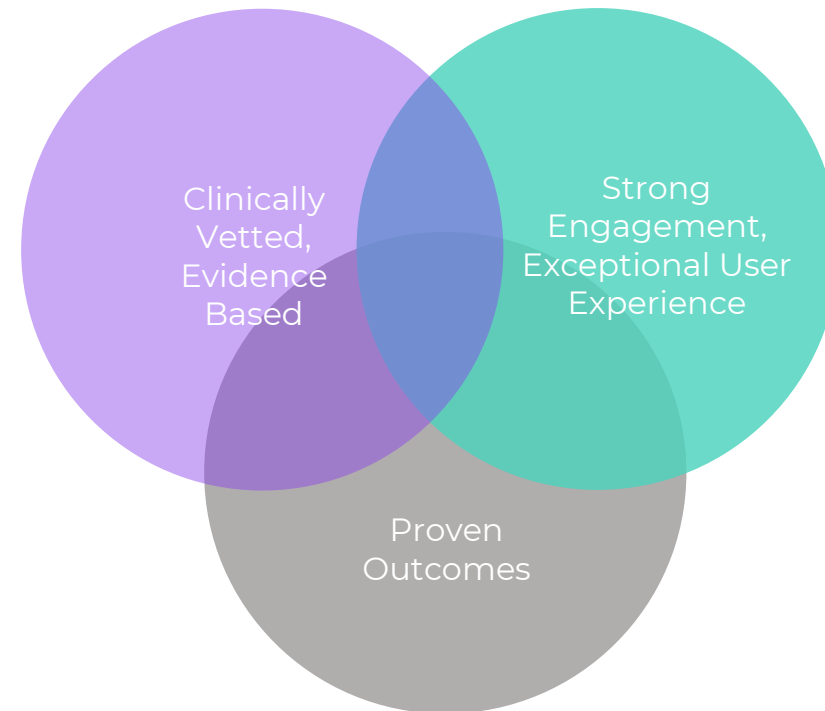 Clinically
Vetted,
Evidence
Based
Strong
Engagement,
Exceptional User
Experience
Proven
Outcomes